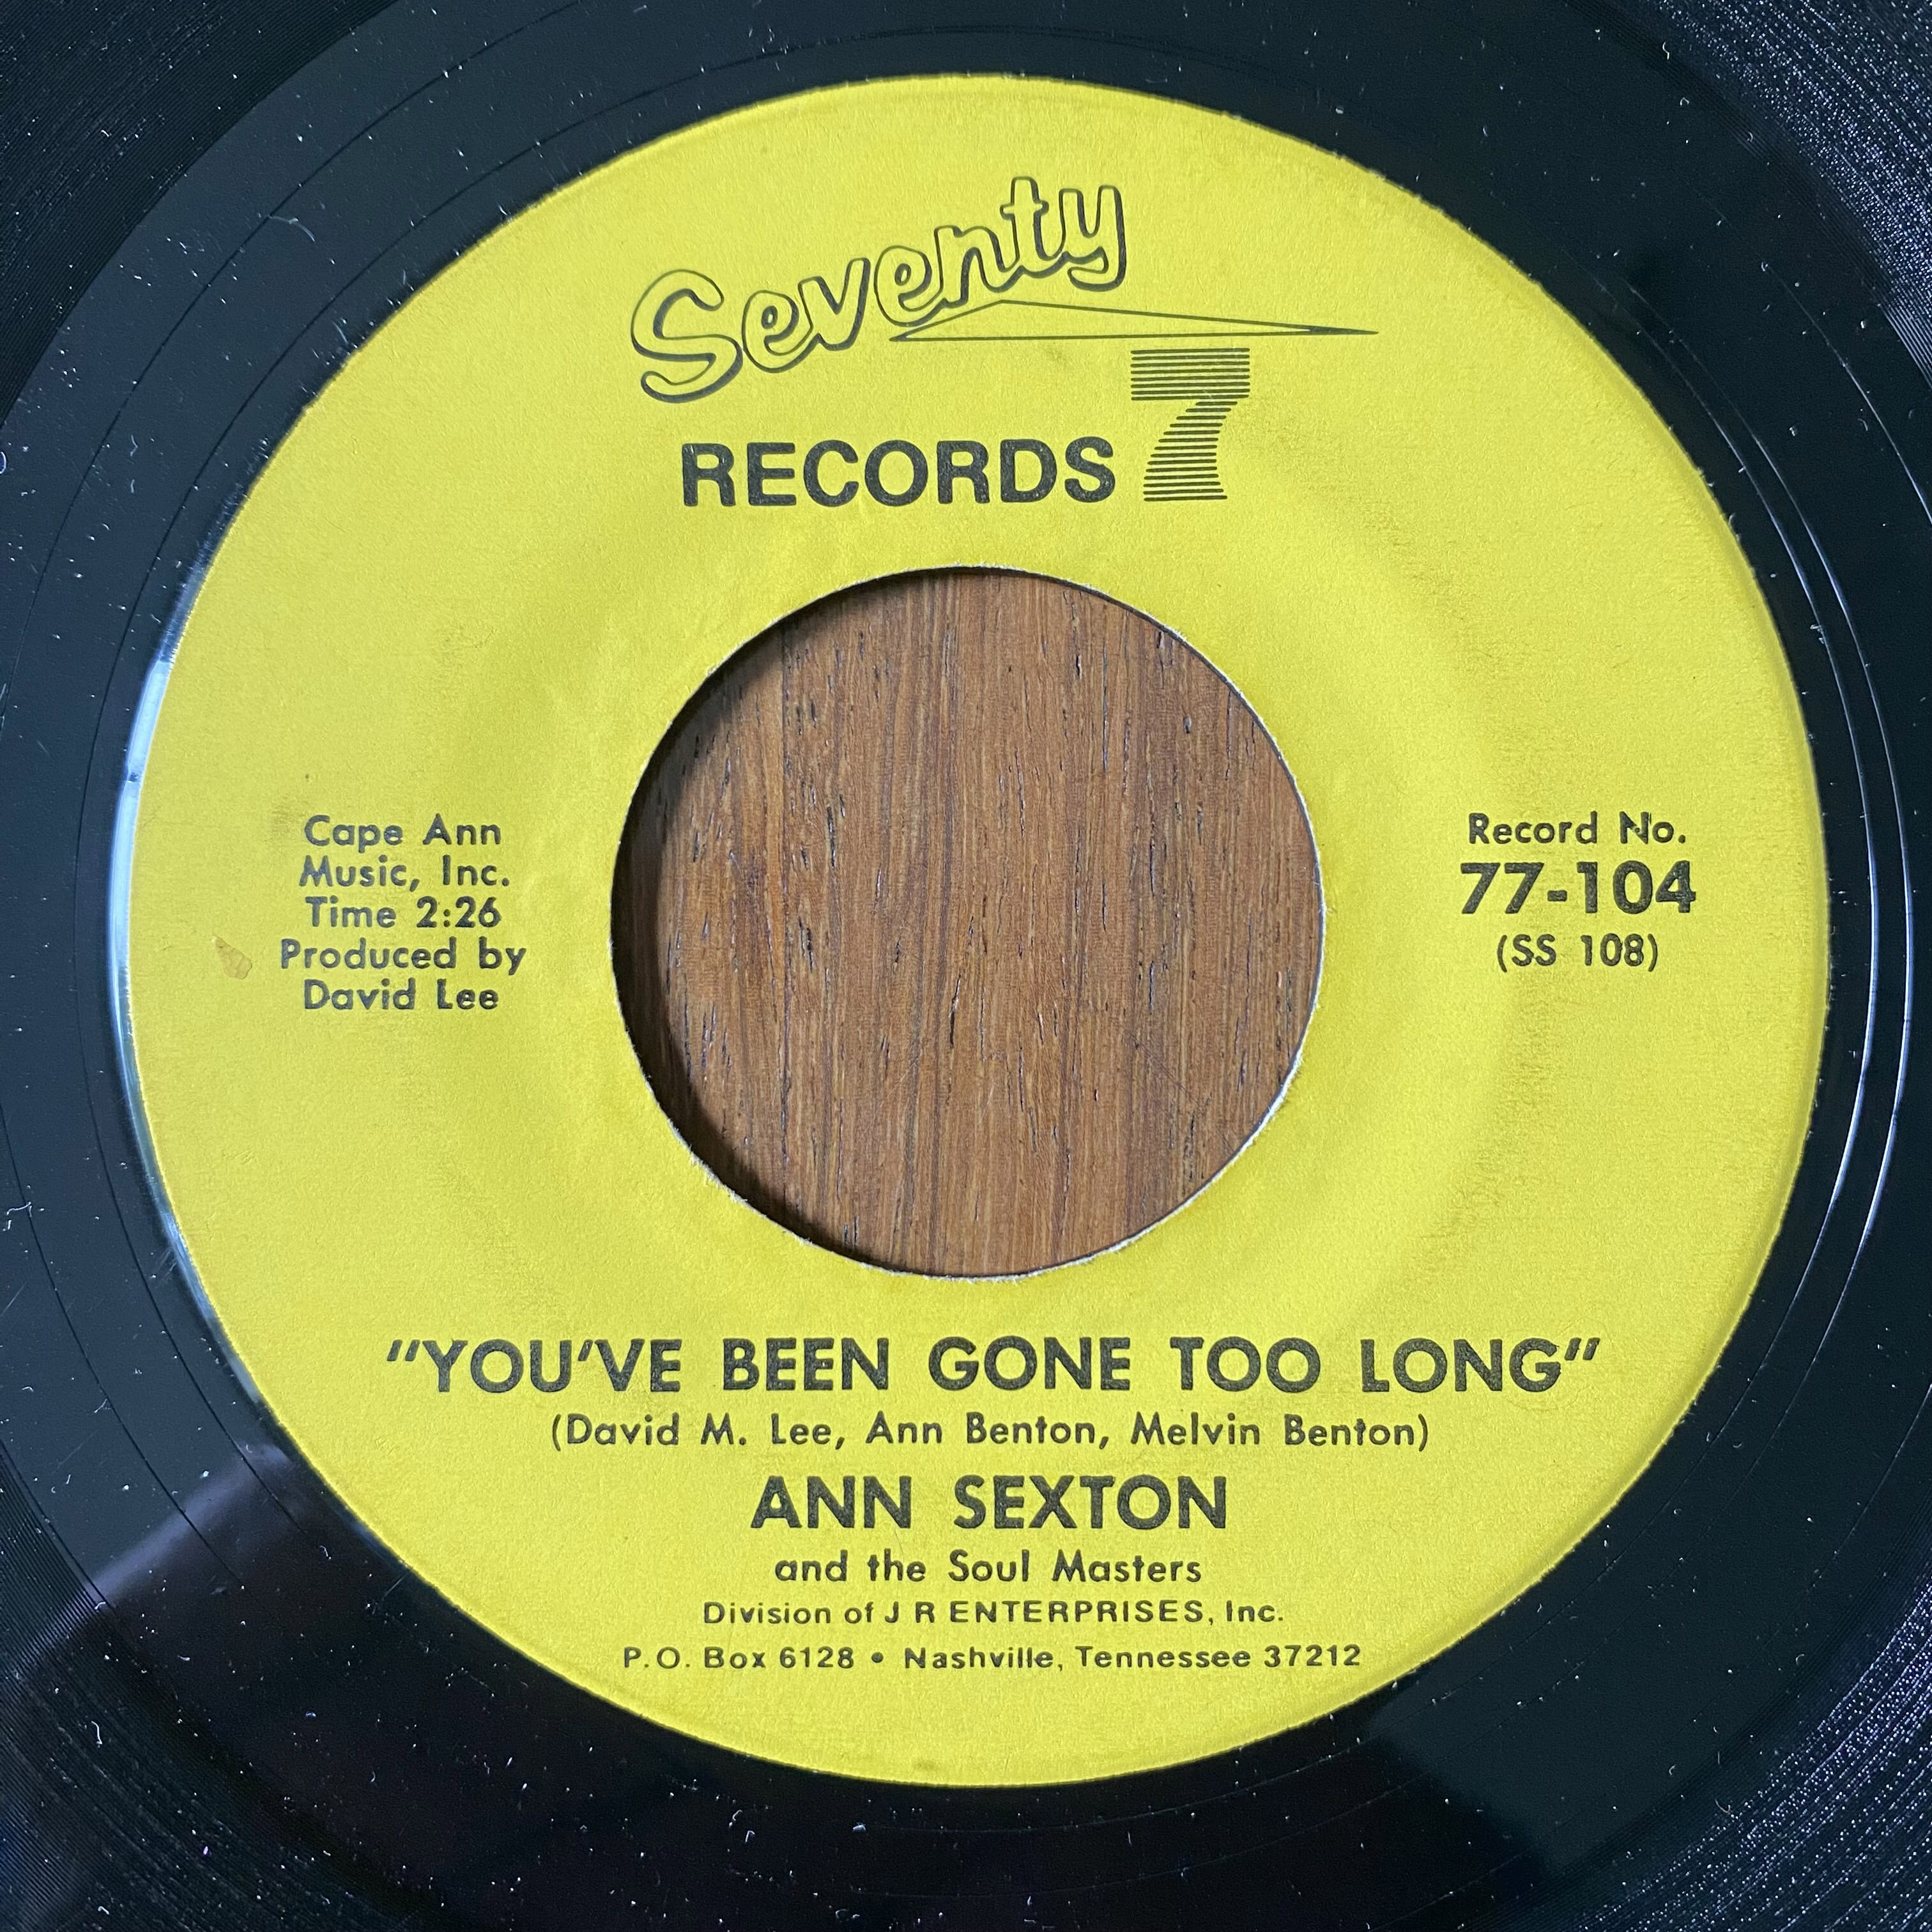 Seventy
RECORDS 7
Cape Ann
Music, Inc.
Time 2:26
Produced by
David Lee
Record No.
77-104
(SS 108)
"YOU'VE BEEN GONE TOO LONG"
(David M. Lee, Ann Benton, Melvin Benton)
ANN SEXTON
and the Soul Masters
Division of J R ENTERPRISES, Inc.
P.O. Box 6128 • Nashville, Tennessee 37212